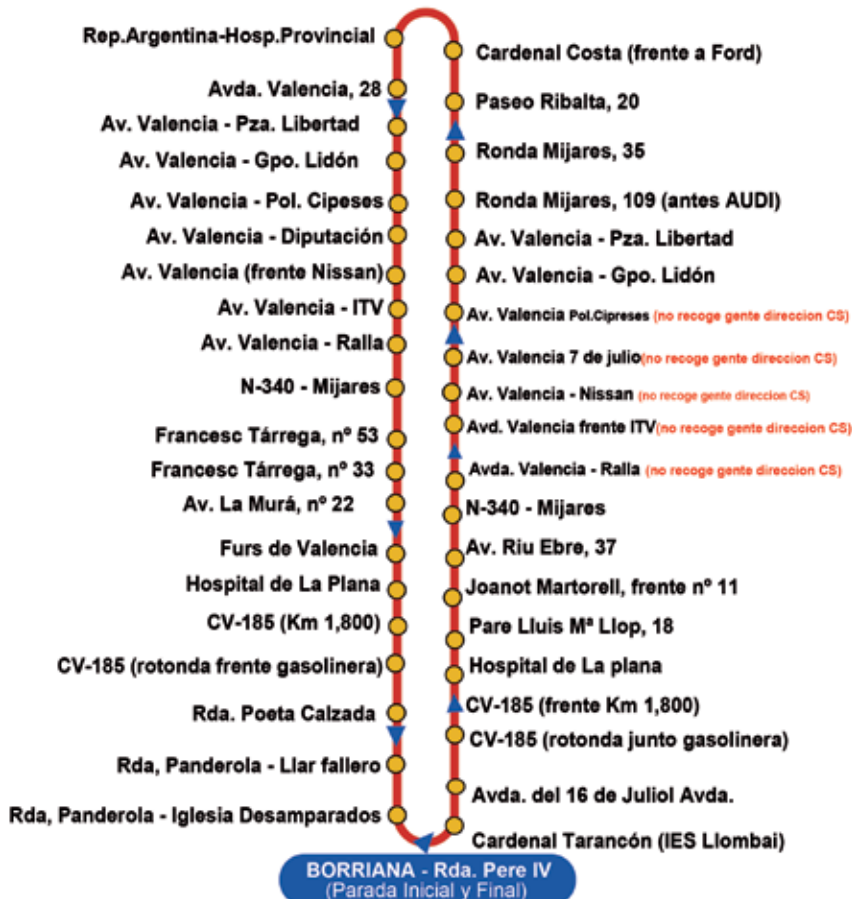 Rep.Argentina-Hosp.Provincial
Avda. Valencia, 28
Av. Valencia - Pza. Libertad
Av. Valencia - Gpo. Lidón
Av. Valencia - Pol. Cipeses
Av. Valencia - Diputación
Av. Valencia (frente Nissan)
Av. Valencia - ITV
Av. Valencia - Ralla
N-340 - Mijares
Francesc Tárrega, nº 53
Francesc Tárrega, nº 33
Av. La Murá, nº 22
Furs de Valencia
Hospital de La Plana
CV-185 (Km 1,800)
CV-185 (rotonda frente gasolinera)
Rda. Poeta Calzada
Rda, Panderola - Llar fallero
Rda, Panderola - Iglesia Desamparados
Cardenal Costa (frente a Ford)
Paseo Ribalta, 20
Ronda Mijares, 35
Ronda Mijares, 109 (antes AUDI)
Av. Valencia - Pza. Libertad
Av. Valencia - Gpo. Lidón
Av. Valencia Pol.Cipreses (no recoge gente direccion CS)
Av. Valencia 7 de julio(no recoge gente direccion CS)
Av. Valencia - Nissan (no recoge gente direccion CS)
Avd. Valencia frente ITV(no recoge gente direccion CS)
Avda. Valencia - Ralla (no recoge gente direccion CS)
N-340 - Mijares
Av. Riu Ebre, 37
Joanot Martorell, frente nº 11
Pare Lluis Mª Llop, 18
Hospital de La plana
CV-185 (frente Km 1,800)
CV-185 (rotonda junto gasolinera)
Avda. del 16 de Juliol Avda.
Cardenal Tarancón (IES Llombai)
BORRIANA - Rda. Pere IV
(Parada Inicial y Final)